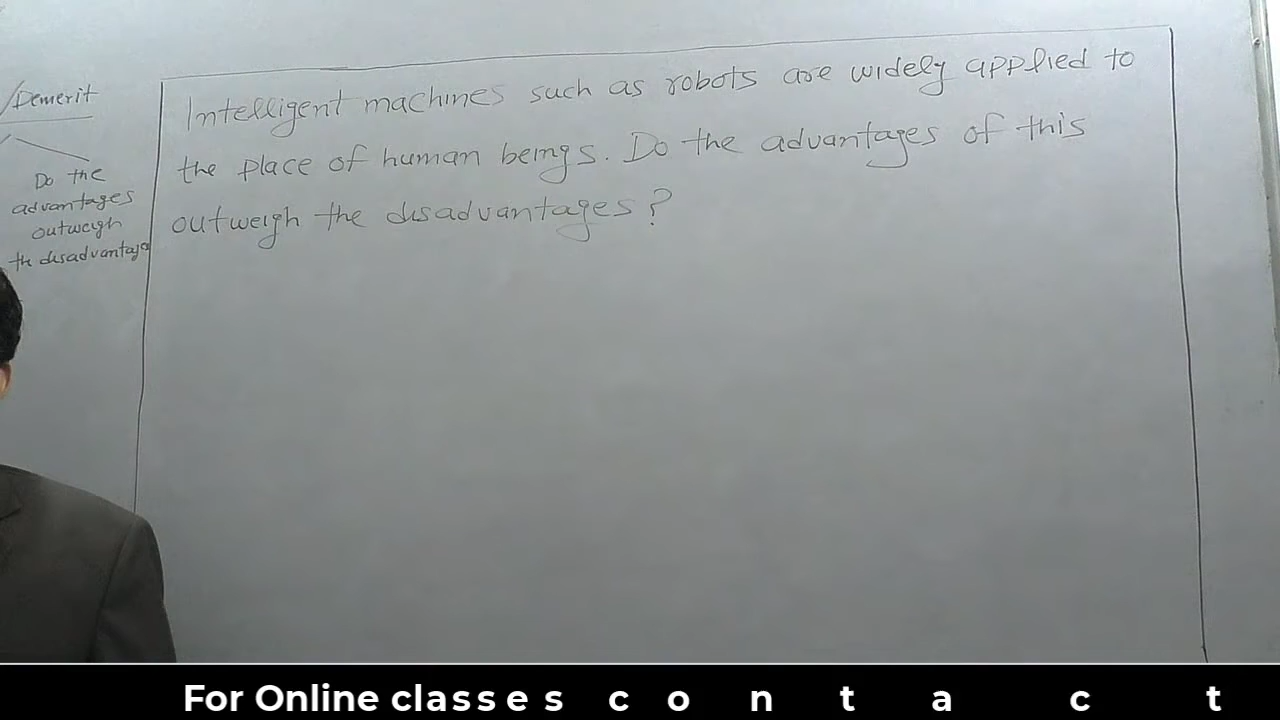 /Demerit
Do the
advantages
outweigh
the disadvantage
Intelligent machines such as robots are widely applied to
the place of human beings. Do the advantages of this
outweigh the disadvantages?
For Online classes contact